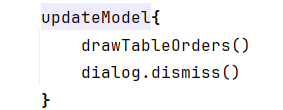 updateModel{
    drawTableOrders()
    dialog.dismiss()
}